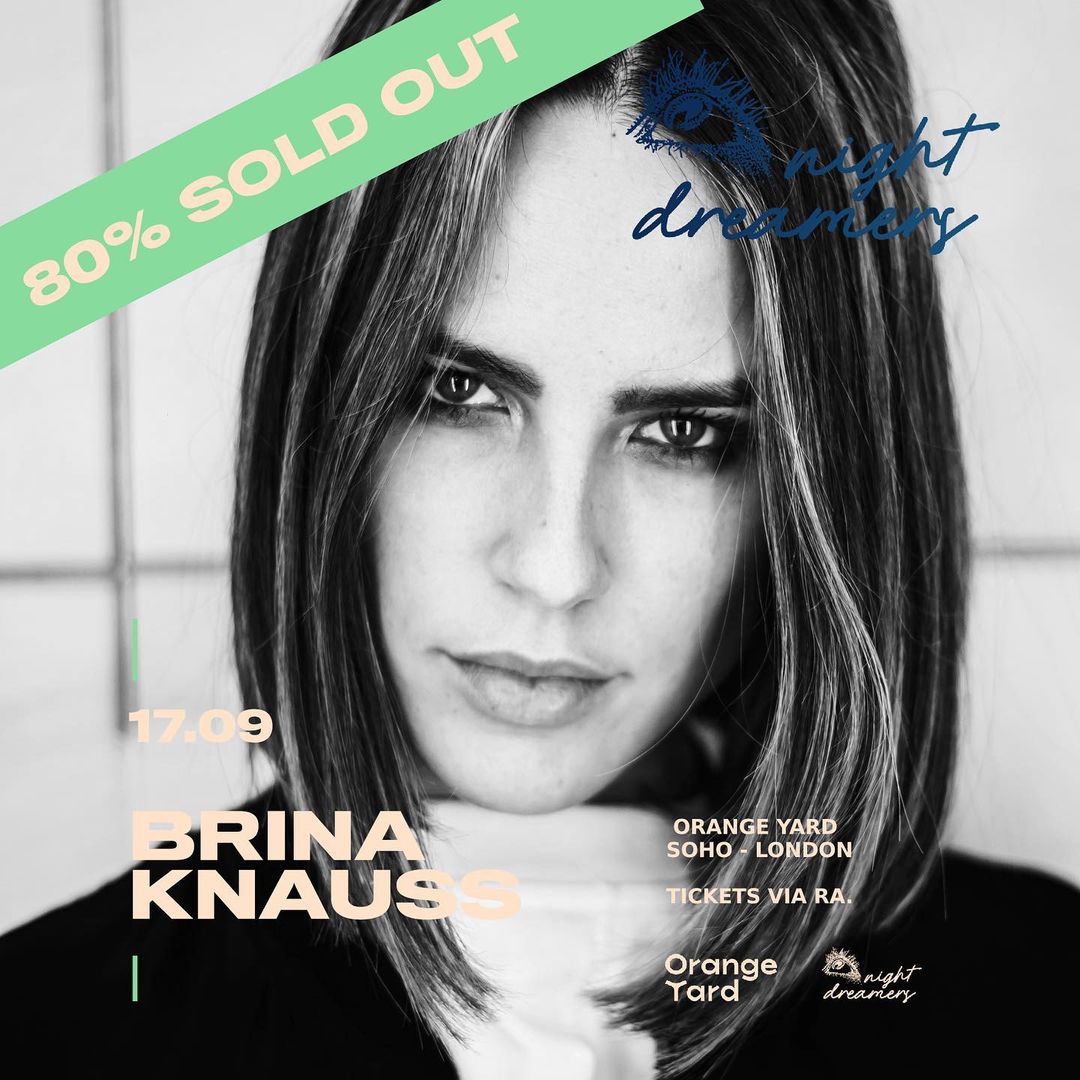 80% SOLD OUT
night
dreamers
17.09
BRINA
KNAUSS
ORANGE YARD
SOHO - LONDON
TICKETS VIA RA.
Orange
Yard
night
dreamers